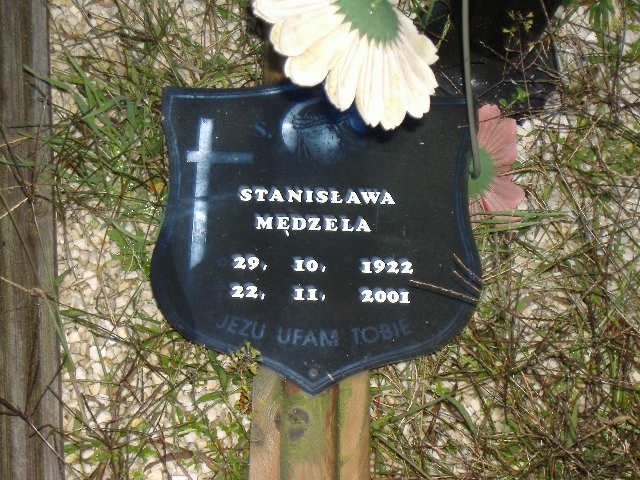 STANISŁAWA
MĘDZELA
29. 10. 1922
22. 11. 2001
JEZU UFAM TOBIE